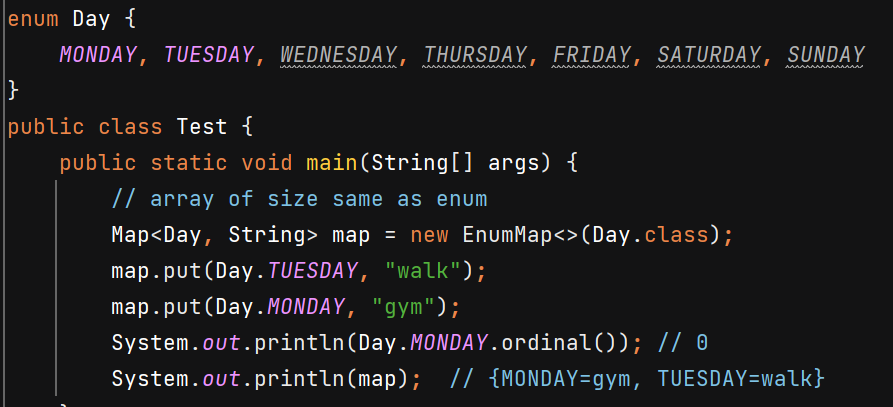 enum Day {
    MONDAY, TUESDAY, WEDNESDAY, THURSDAY, FRIDAY, SATURDAY, SUNDAY
}
public class Test {
    public static void main(String[] args) {
        // array of size same as enum
        Map<Day, String> map = new EnumMap<>(Day.class);
        map.put(Day.TUESDAY, "walk");
        map.put(Day.MONDAY, "gym");
        System.out.println(Day.MONDAY.ordinal()); // 0
        System.out.println(map);  // {MONDAY=gym, TUESDAY=walk}